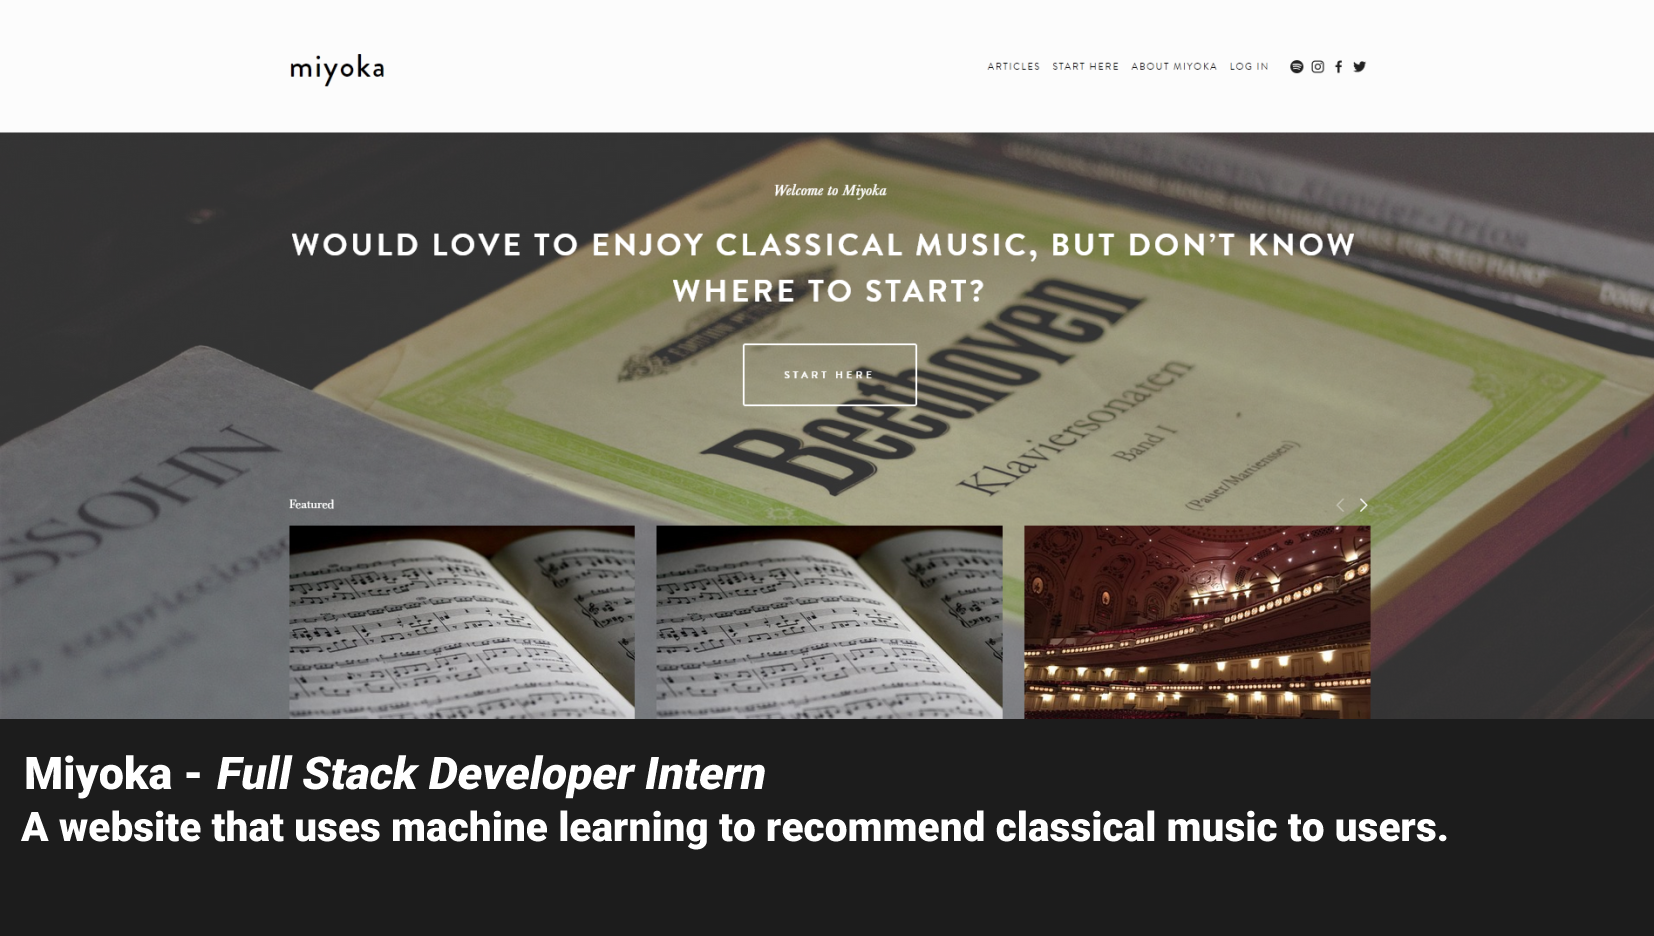 miyoka
ARTICLES START HERE ABOUT MIYOKA LOG IN
Welcome to Miyoka
WOULD LOVE TO ENJOY CLASSICAL MUSIC, BUT DON'T KNOW
WHERE TO START?
START HERE
Beethoven
Klaviersonaten
Band I
(Pauer/Martienssen)
SSOHN
Featured
Miyoka - Full Stack Developer Intern
A website that uses machine learning to recommend classical music to users.